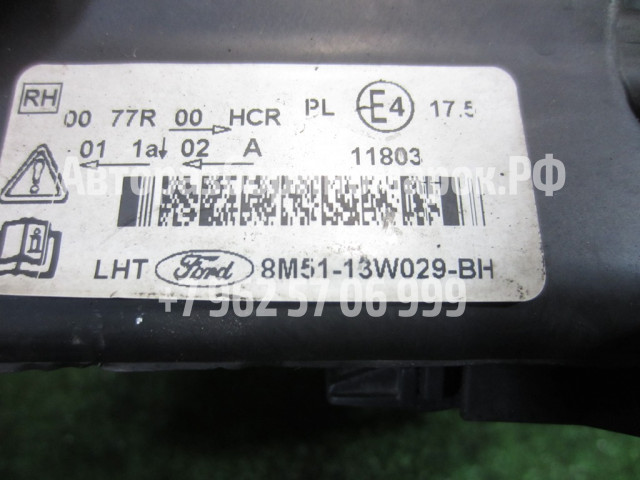 RH
00 77R 00 HCR PL E4 17.5
01 1a 02 A 11803
LHT Ford 8M51-13W029-BH
+7 962 57 06 999